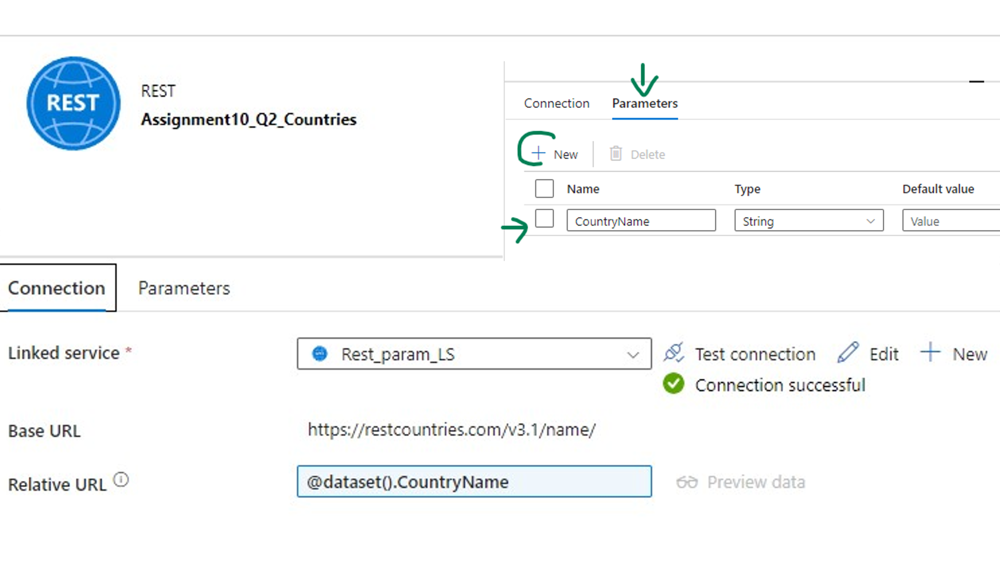 REST
REST
Assignment10_Q2_Countries
Connection Parameters
New Delete
Name Type Default value
CountryName String Value
Connection Parameters
Linked service * Rest_param_LS Test connection Edit New
Connection successful
Base URL https://restcountries.com/v3.1/name/
Relative URL @dataset().CountryName Preview data